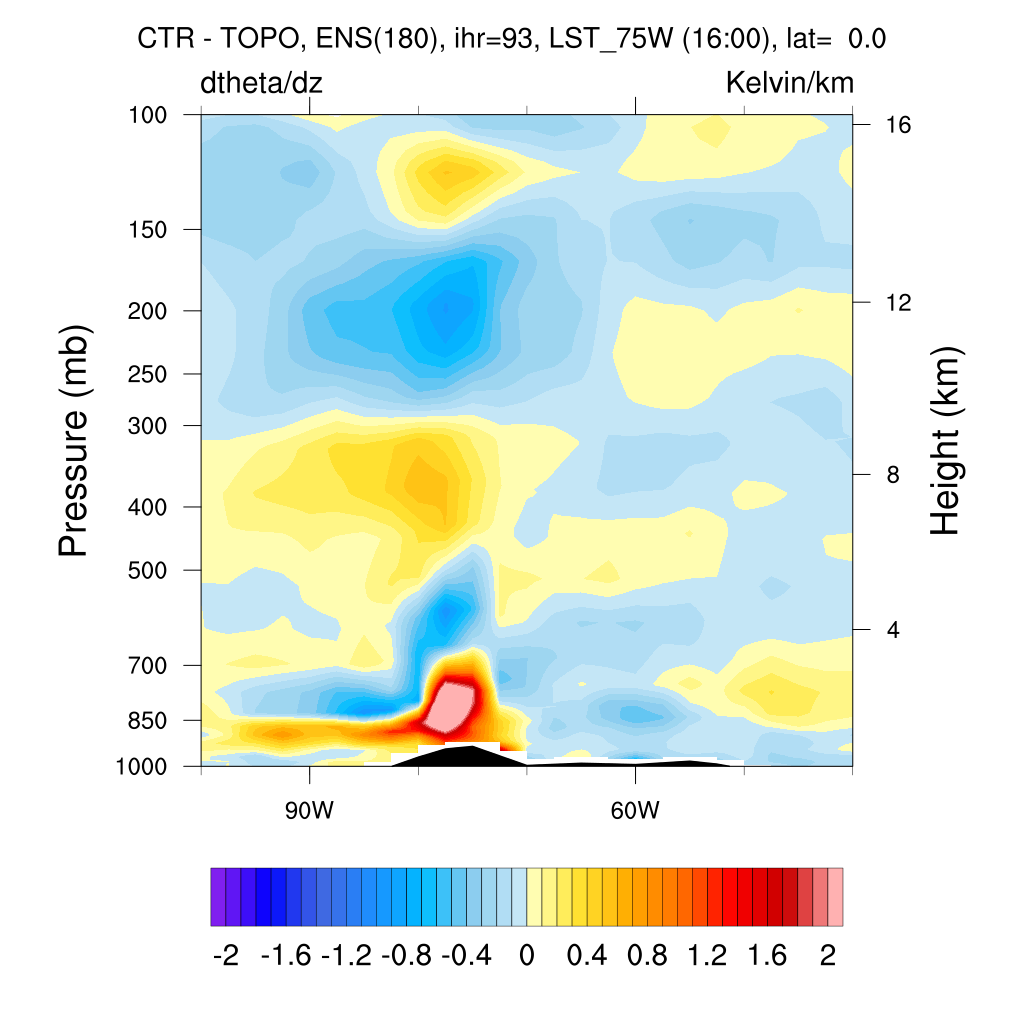 CTR - TOPO, ENS(180), ihr=93, LST_75W (16:00), lat=  0.0
dtheta/dz Kelvin/km
100
150
200
250
300
400
500
700
850
1000
Pressure (mb)
16
12
8
4
Height (km)
90W 60W
-2 -1.6 -1.2 -0.8 -0.4 0 0.4 0.8 1.2 1.6 2